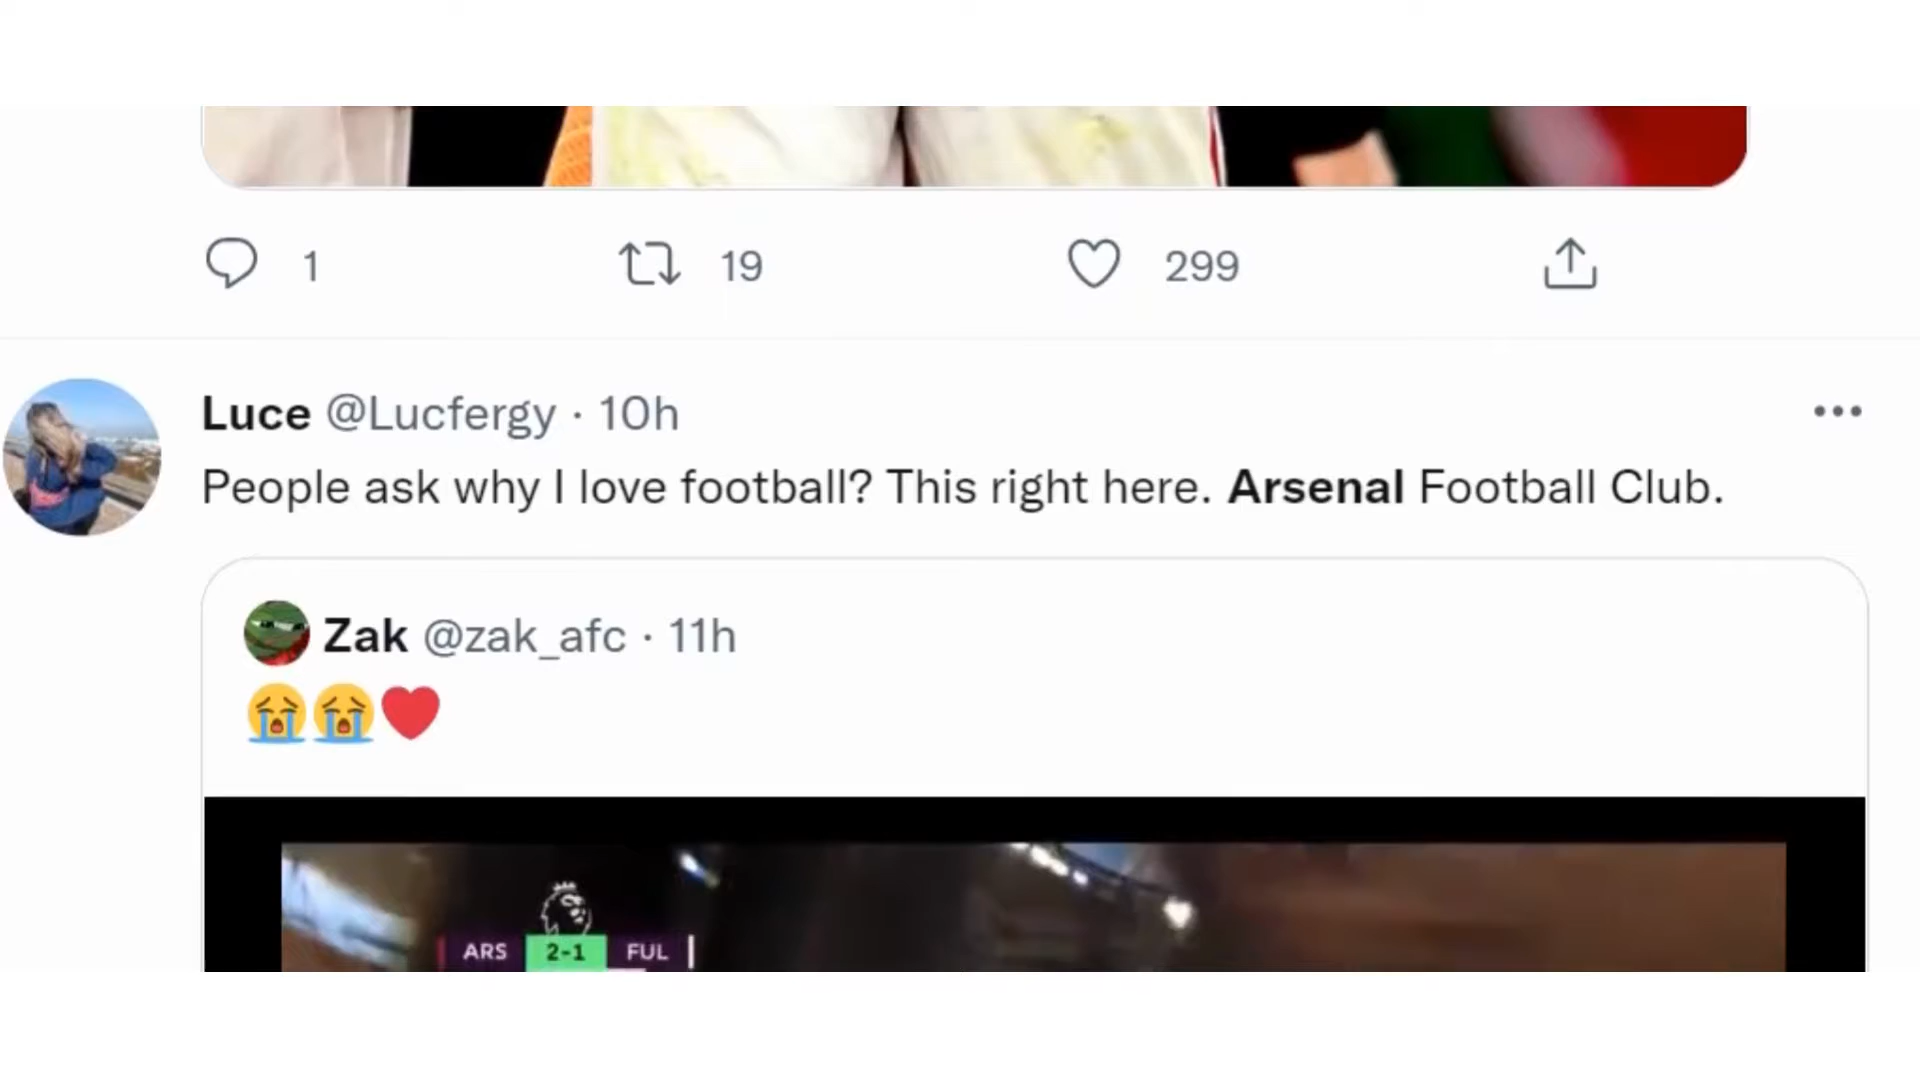 1 19 299
Luce @Lucfergy · 10h
People ask why I love football? This right here. Arsenal Football Club.
Zak @zak_afc · 11h
😭😭❤️
ARS 2-1 FUL